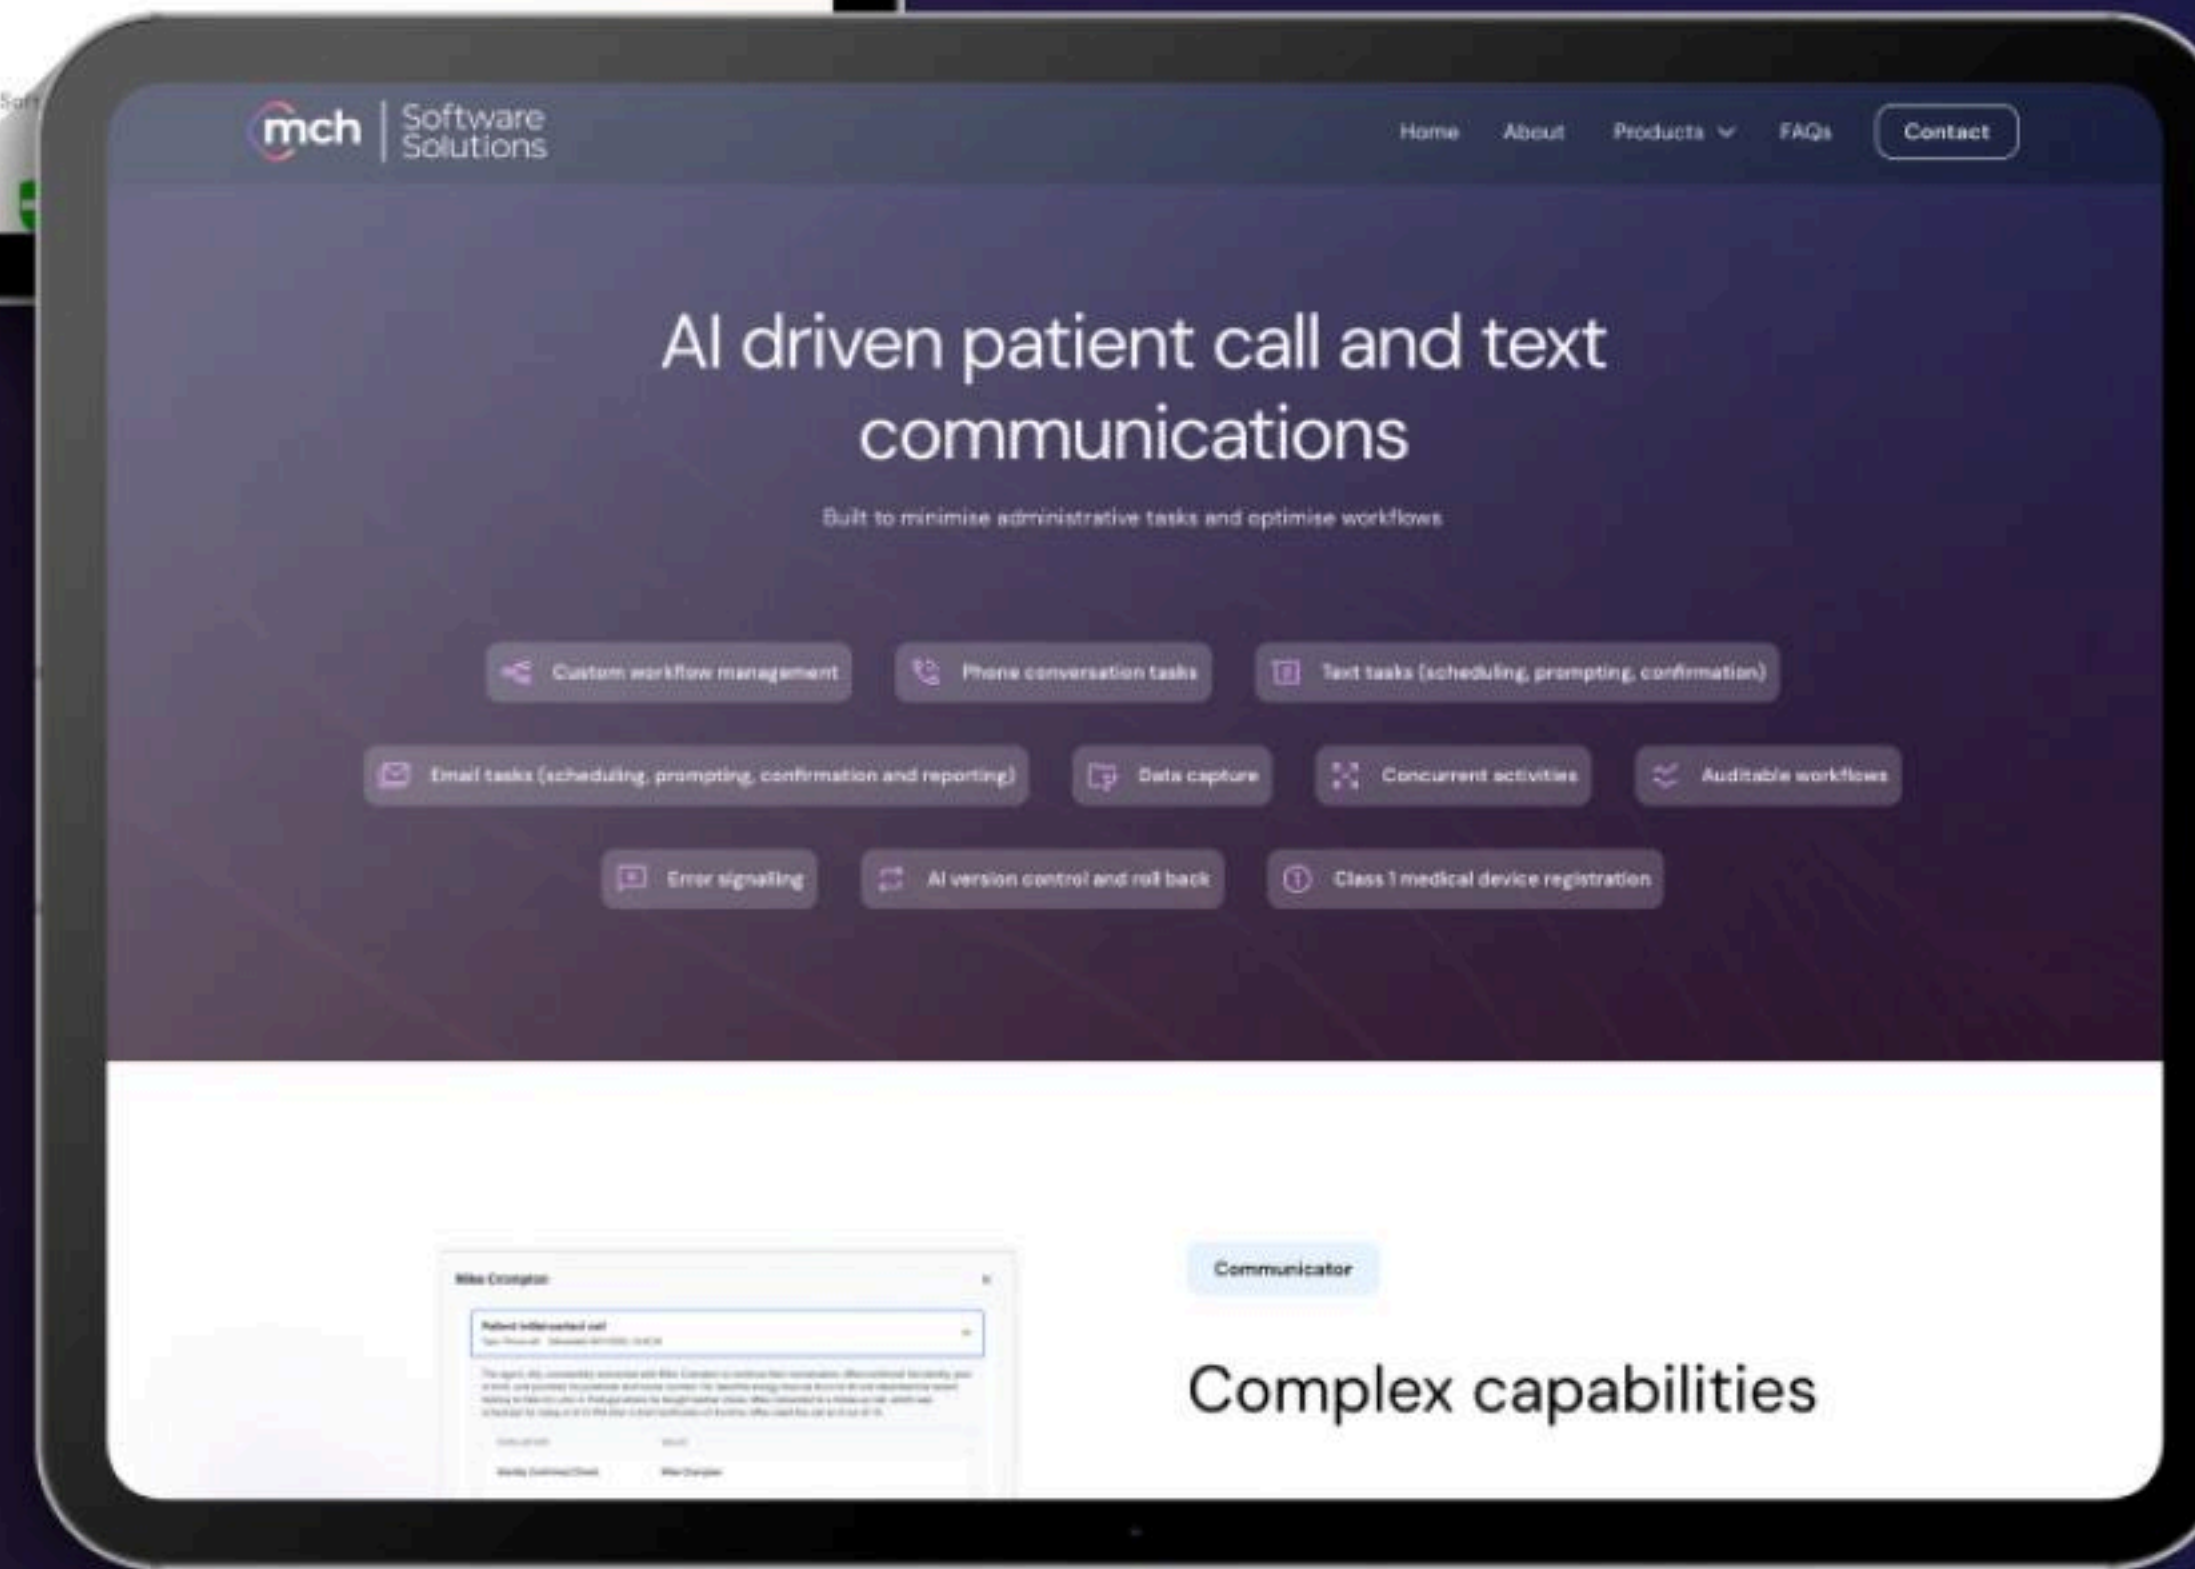 mch
Software
Solutions
Home
About
Products
FAQs
Contact
AI driven patient call and text
communications
Built to minimise administrative tasks and optimise workflows
Custom workflow management
Phone conversation tasks
Text tasks (scheduling, prompting, confirmation)
Email tasks (scheduling, prompting, confirmation and reporting)
Data capture
Concurrent activities
Auditable workflows
Error signalling
AI version control and roll back
Class 1 medical device registration
Mike Crompton
Communicator
Complex capabilities